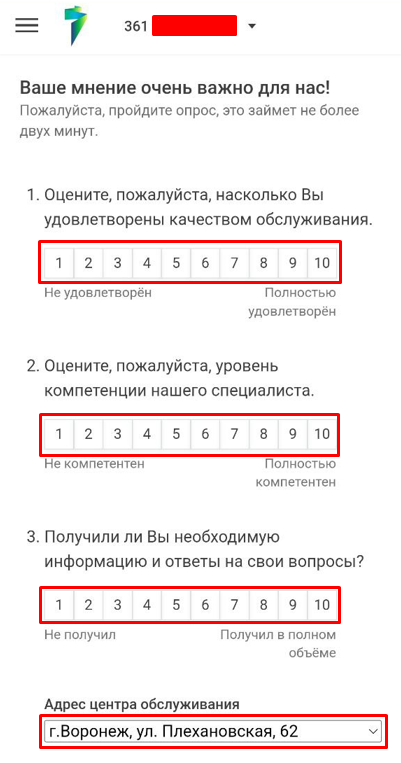 361
Ваше мнение очень важно для нас!
Пожалуйста, пройдите опрос, это займет не более
двух минут.
1. Оцените, пожалуйста, насколько Вы
удовлетворены качеством обслуживания.
1 2 3 4 5 6 7 8 9 10
Не удовлетворён Полностью
удовлетворён
2. Оцените, пожалуйста, уровень
компетенции нашего специалиста.
1 2 3 4 5 6 7 8 9 10
Не компетентен Полностью
компетентен
3. Получили ли Вы необходимую
информацию и ответы на свои вопросы?
1 2 3 4 5 6 7 8 9 10
Не получил Получил в полном
объёме
Адрес центра обслуживания
г.Воронеж, ул. Плехановская, 62